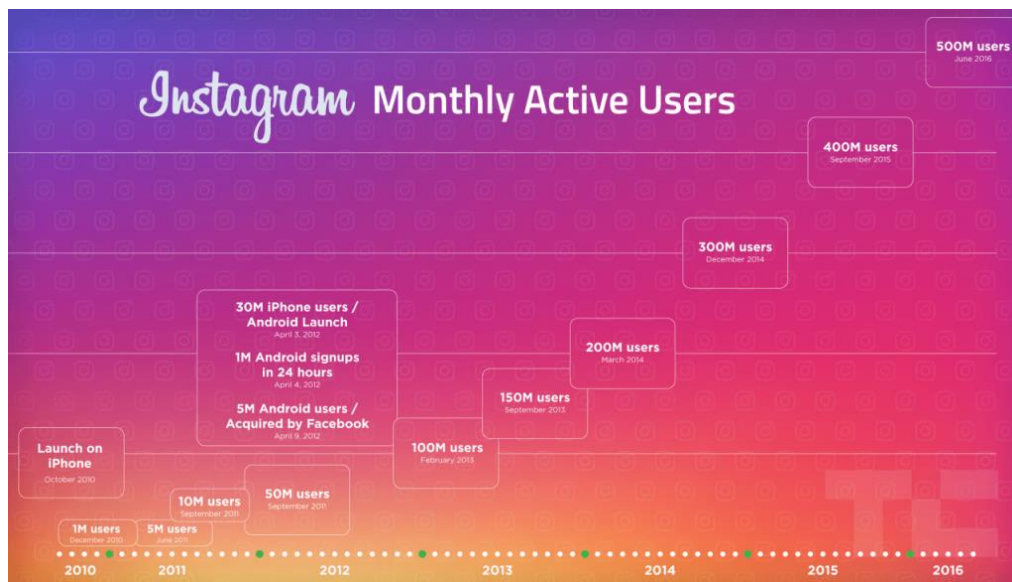 Instagram Monthly Active Users
500M users
June 2016
400M users
September 2015
300M users
December 2014
30M iPhone users /
Android Launch
April 3, 2012
1M Android signups
in 24 hours
April 4, 2012
5M Android users /
Acquired by Facebook
April 9, 2012
200M users
March 2014
150M users
September 2013
100M users
February 2013
Launch on
iPhone
October 2010
10M users
September 2011
50M users
September 2011
1M users
December 2010
5M users
June 2011
2010 2011 2012 2013 2014 2015 2016